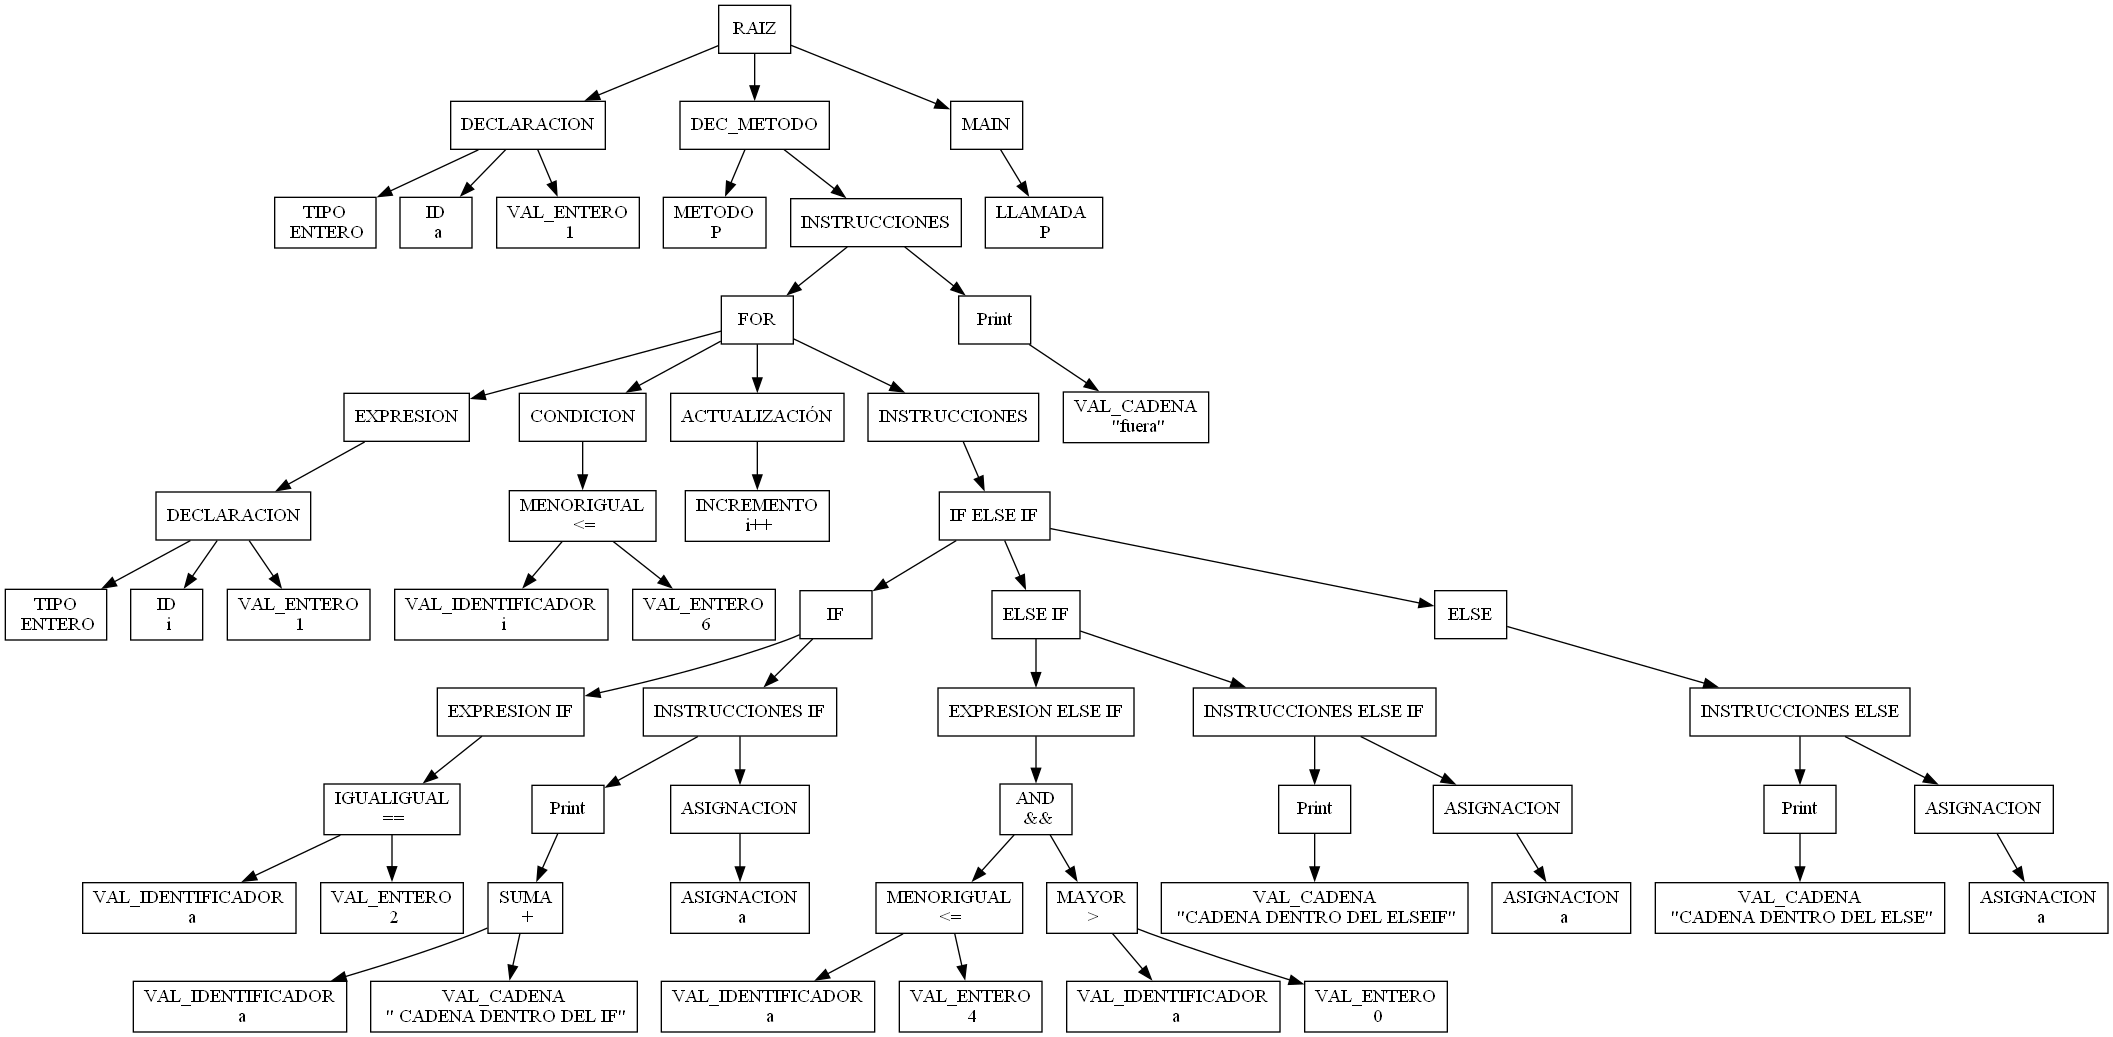 RAIZ
DECLARACION
DEC_METODO
MAIN
TIPO
ENTERO
ID
a
VAL_ENTERO
1
METODO
P
INSTRUCCIONES
LLAMADA
P
FOR
Print
EXPRESION
CONDICION
ACTUALIZACIÓN
INSTRUCCIONES
VAL_CADENA
"fuera"
DECLARACION
MENORIGUAL
<=
INCREMENTO
i++
IF ELSE IF
TIPO
ENTERO
ID
i
VAL_ENTERO
1
VAL_IDENTIFICADOR
i
VAL_ENTERO
6
IF
ELSE IF
ELSE
EXPRESION IF
INSTRUCCIONES IF
EXPRESION ELSE IF
INSTRUCCIONES ELSE IF
INSTRUCCIONES ELSE
IGUALIGUAL
==
Print
ASIGNACION
AND
&&
Print
ASIGNACION
Print
ASIGNACION
VAL_IDENTIFICADOR
a
VAL_ENTERO
2
SUMA
+
ASIGNACION
a
MENORIGUAL
<=
MAYOR
>
VAL_CADENA
"CADENA DENTRO DEL ELSEIF"
ASIGNACION
a
VAL_CADENA
"CADENA DENTRO DEL ELSE"
ASIGNACION
a
VAL_IDENTIFICADOR
a
VAL_CADENA
" CADENA DENTRO DEL IF"
VAL_IDENTIFICADOR
a
VAL_ENTERO
4
VAL_IDENTIFICADOR
a
VAL_ENTERO
0